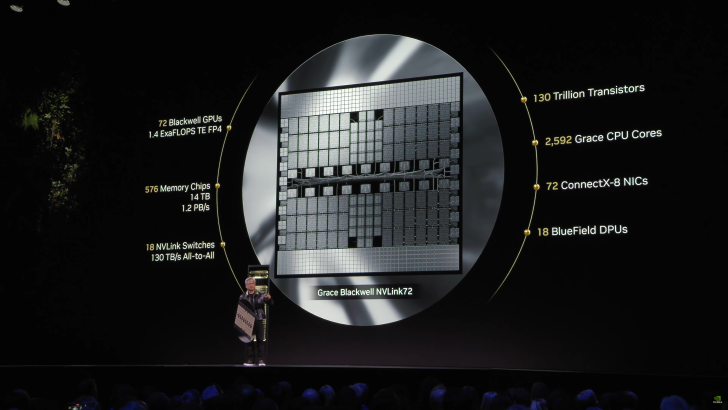 72 Blackwell GPUs
1.4 ExaFLOPS TE FP4
576 Memory Chips
14 TB
1.2 PB/s
18 NVLink Switches
130 TB/s All-to-All
130 Trillion Transistors
2,592 Grace CPU Cores
72 ConnectX-8 NICs
18 BlueField DPUs
Grace Blackwell NVLink72